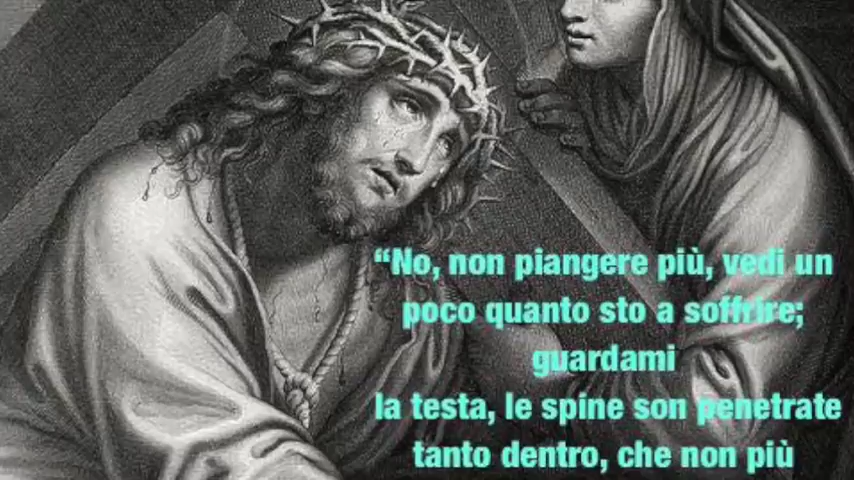 “No, non piangere più, vedi un
poco quanto sto a soffrire;
guardami
la testa, le spine son penetrate
tanto dentro, che non più